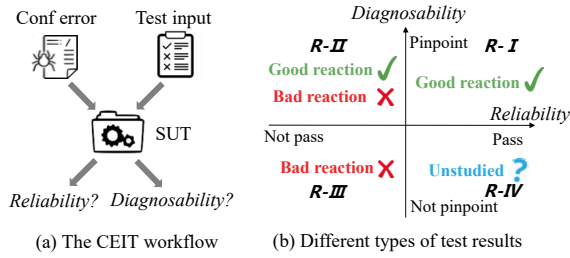 Conf error
Test input
SUT
Reliability?
Diagnosability?
(a) The CEIT workflow
Diagnosability
R-II
Pinpoint
R-I
Good reaction
Good reaction
Bad reaction
Reliability
Not pass
Pass
Bad reaction
Unstudied ?
R-III
R-IV
Not pinpoint
(b) Different types of test results